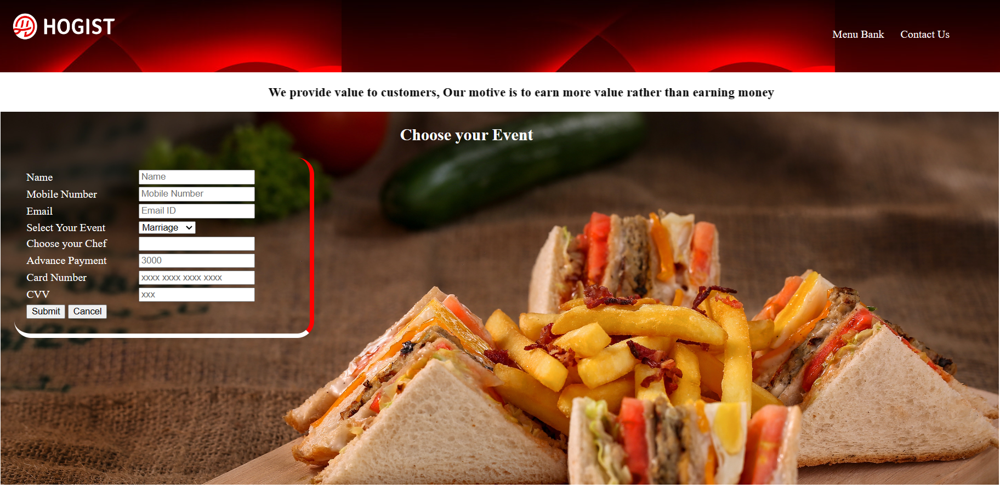 HOGIST
Menu Bank Contact Us
We provide value to customers, Our motive is to earn more value rather than earning money
Choose your Event
Name Name
Mobile Number Mobile Number
Email Email ID
Select Your Event Marriage
Choose your Chef
Advance Payment 3000
Card Number xxxx xxxx xxxx xxxx
CVV xxx
Submit Cancel